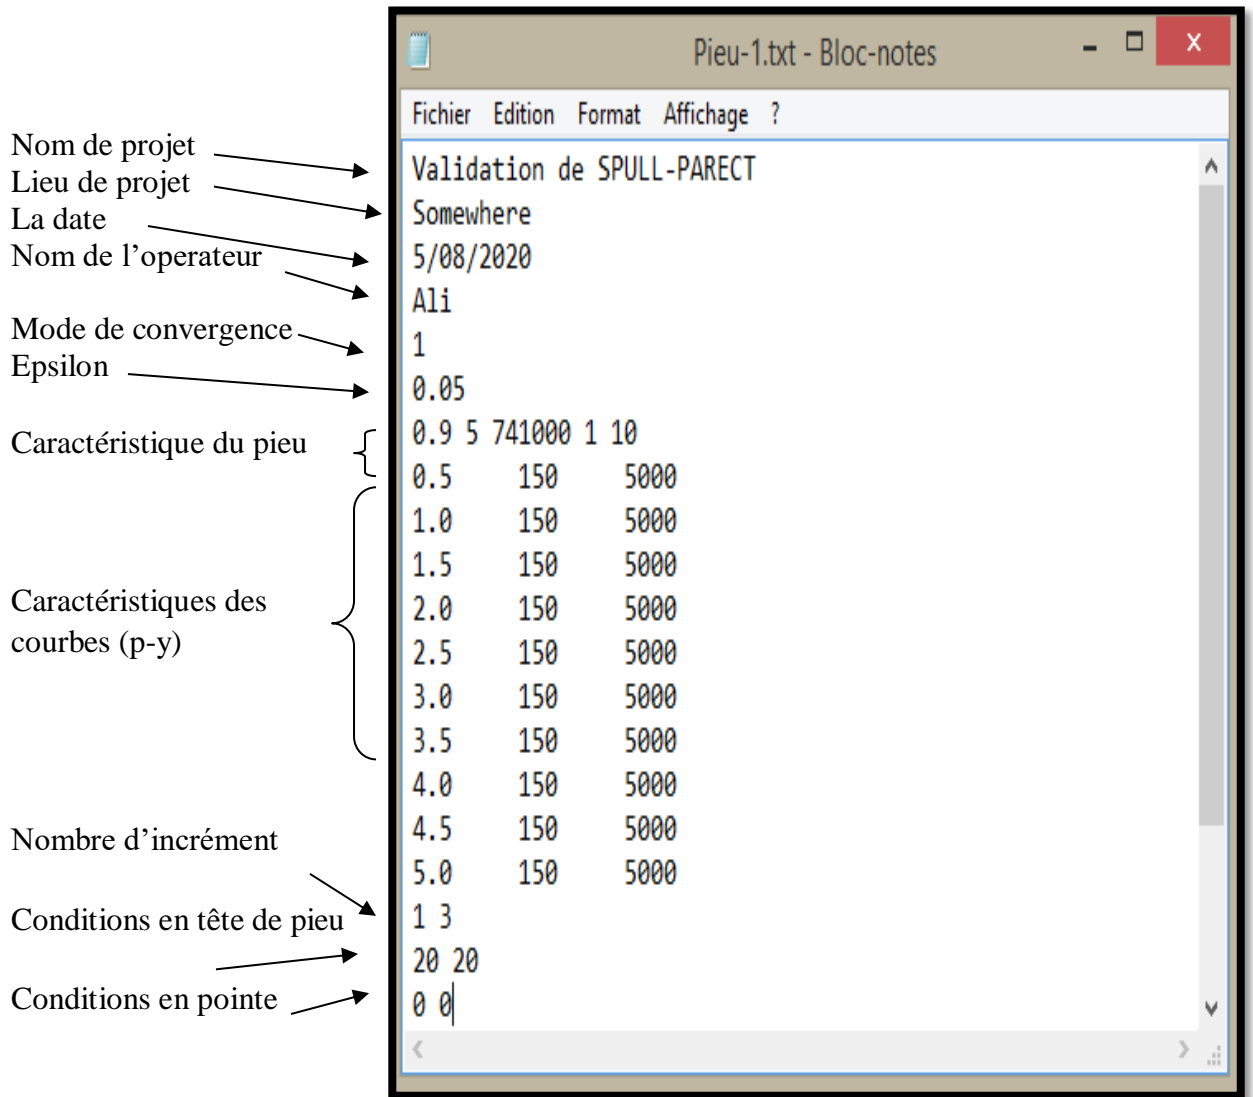 Pieu-1.txt - Bloc-notes
Fichier Edition Format Affichage ?
Nom de projet
Lieu de projet
La date
Nom de l’operateur
Mode de convergence
Epsilon
Caractéristique du pieu
Caractéristiques des
courbes (p-y)
Nombre d’incrément
Conditions en tête de pieu
Conditions en pointe
Validation de SPULL-PARECT
Somewhere
5/08/2020
Ali
1
0.05
0.9 5 741000 1 10
0.5 150 5000
1.0 150 5000
1.5 150 5000
2.0 150 5000
2.5 150 5000
3.0 150 5000
3.5 150 5000
4.0 150 5000
4.5 150 5000
5.0 150 5000
1 3
20 20
0 0